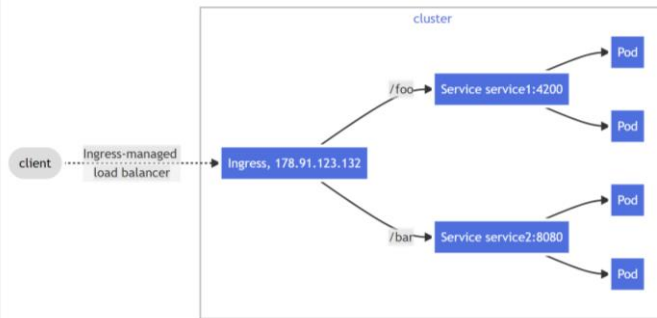 cluster
Pod
/foo
Service service1:4200
Pod
client
Ingress-managed
load balancer
Ingress, 178.91.123.132
Pod
/bar
Service service2:8080
Pod